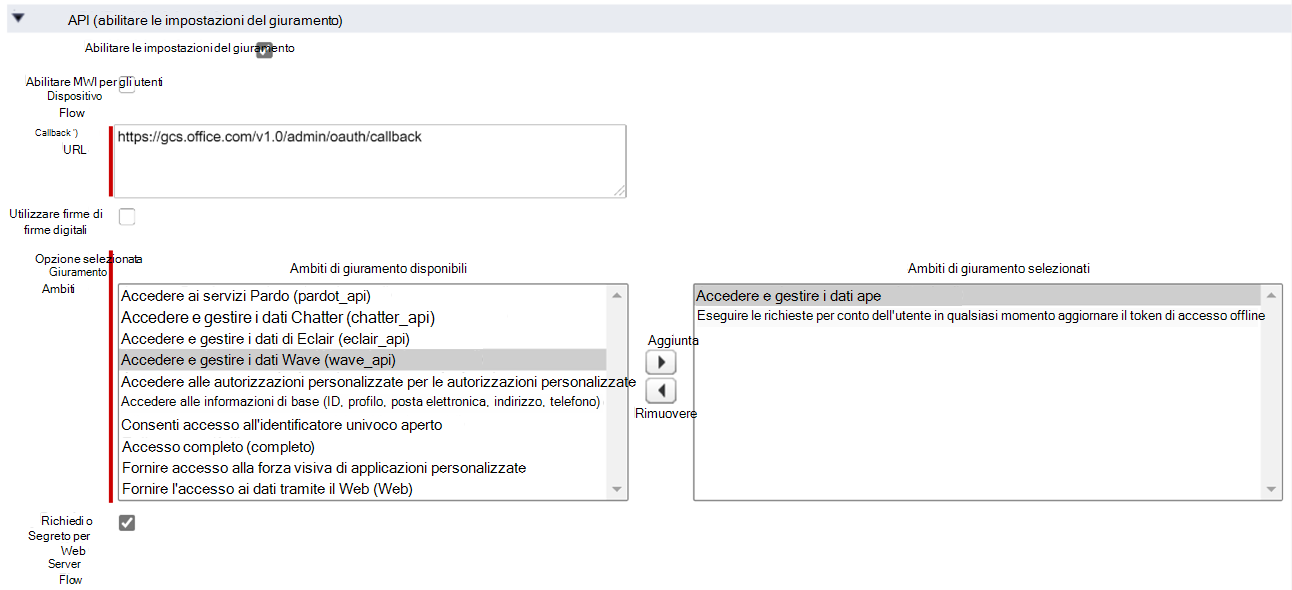 API (abilitare le impostazioni del giuramento)
Abilitare le impostazioni del giuramento
Abilitare MWI per gli utenti
Dispositivo
Flow
Callback ')
URL
https://gcs.office.com/v1.0/admin/oauth/callback
Utilizzare firme di
firme digitali
Opzione selezionata
Giuramento
Ambiti
Ambiti di giuramento disponibili
Accedere ai servizi Pardo (pardot_api)
Accedere e gestire i dati Chatter (chatter_api)
Accedere e gestire i dati di Eclair (eclair_api)
Accedere e gestire i dati Wave (wave_api)
Accedere alle autorizzazioni personalizzate per le autorizzazioni personalizzate
Accedere alle informazioni di base (ID, profilo, posta elettronica, indirizzo, telefono)
Consenti accesso all'identificatore univoco aperto
Accesso completo (completo)
Fornire accesso alla forza visiva di applicazioni personalizzate
Fornire l'accesso ai dati tramite il Web (Web)
Aggiunta
Rimuovere
Ambiti di giuramento selezionati
Accedere e gestire i dati ape
Eseguire le richieste per conto dell'utente in qualsiasi momento aggiornare il token di accesso offline
Richiedi o
Segreto per
Web
Server
Flow